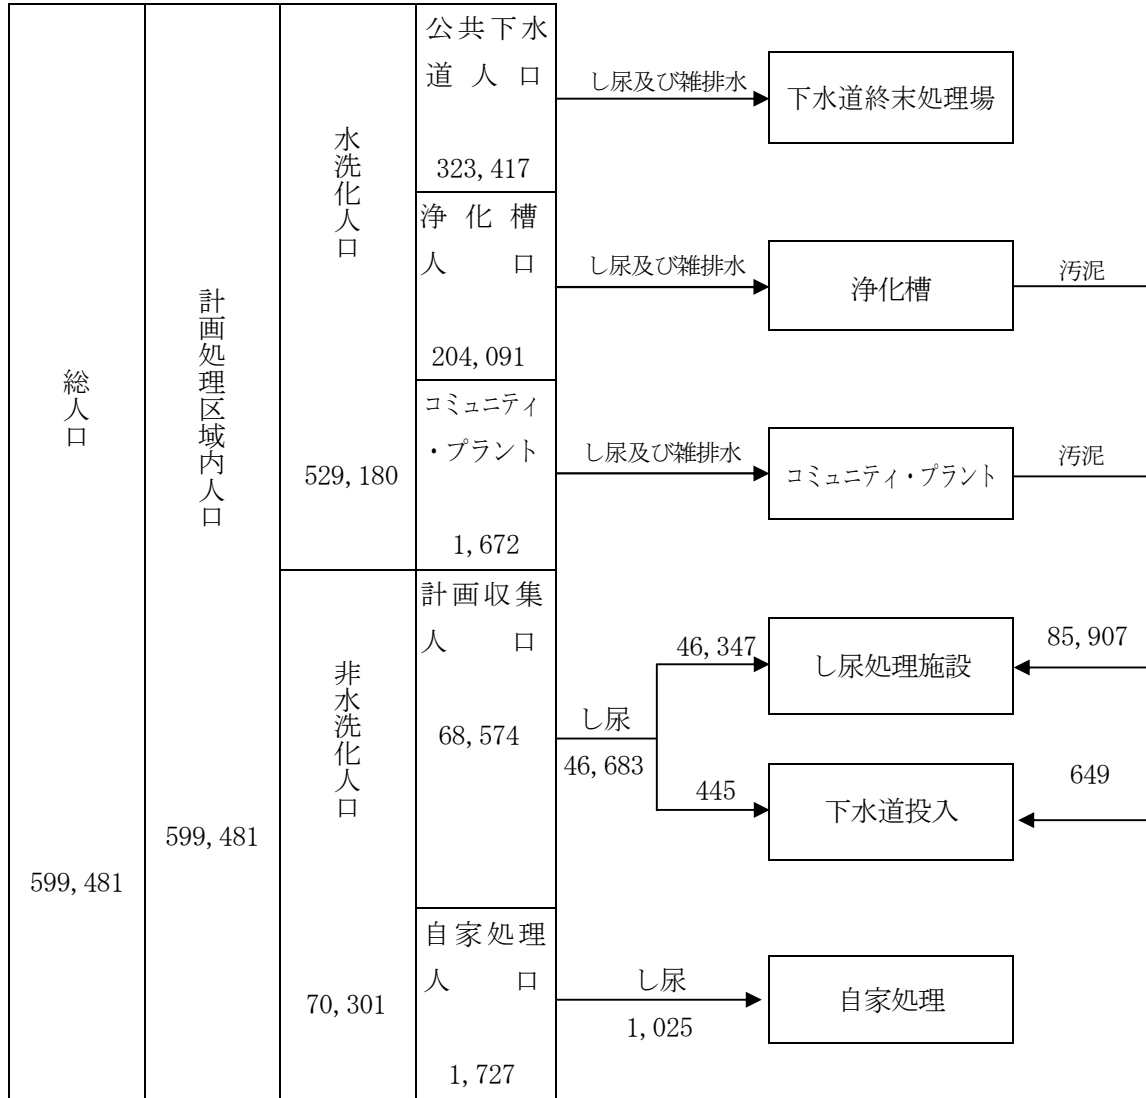 総人口
599,481
計画処理区域内人口
599,481
水洗化人口
529,180
非水洗化人口
70,301
公共下水
道人口
323,417
浄化槽
人口
204,091
コミュニティ
・プラント
1,672
計画収集
人口
68,574
自家処理
人口
1,727
し尿及び雑排水
下水道終末処理場
し尿及び雑排水
浄化槽
汚泥
し尿及び雑排水
コミュニティ・プラント
汚泥
し尿
46,683
46,347
し尿処理施設
85,907
445
下水道投入
649
し尿
1,025
自家処理